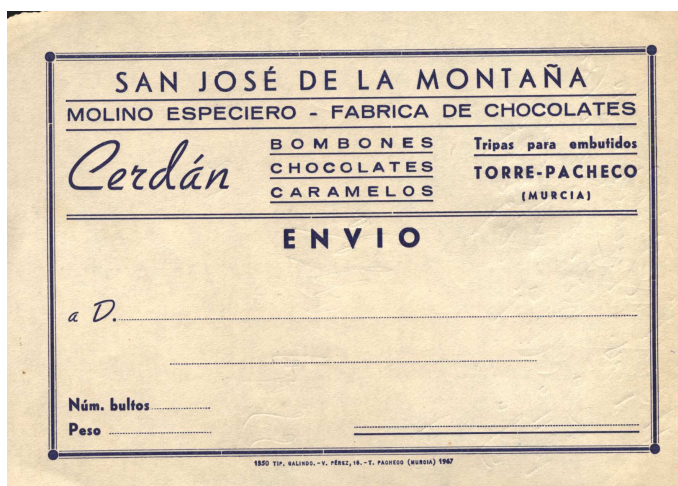 SAN JOSÉ DE LA MONTAÑA
MOLINO ESPECIERO - FABRICA DE CHOCOLATES
Cerdán
BOMBONES
CHOCOLATES
CARAMELOS
Tripas para embutidos
TORRE-PACHECO
(MURCIA)
ENVIO
a D.
Núm. bultos
Peso
1350 TIP. GALINDO. - V. PÉREZ, 16. - T. PACHECO (MURCIA) 1967